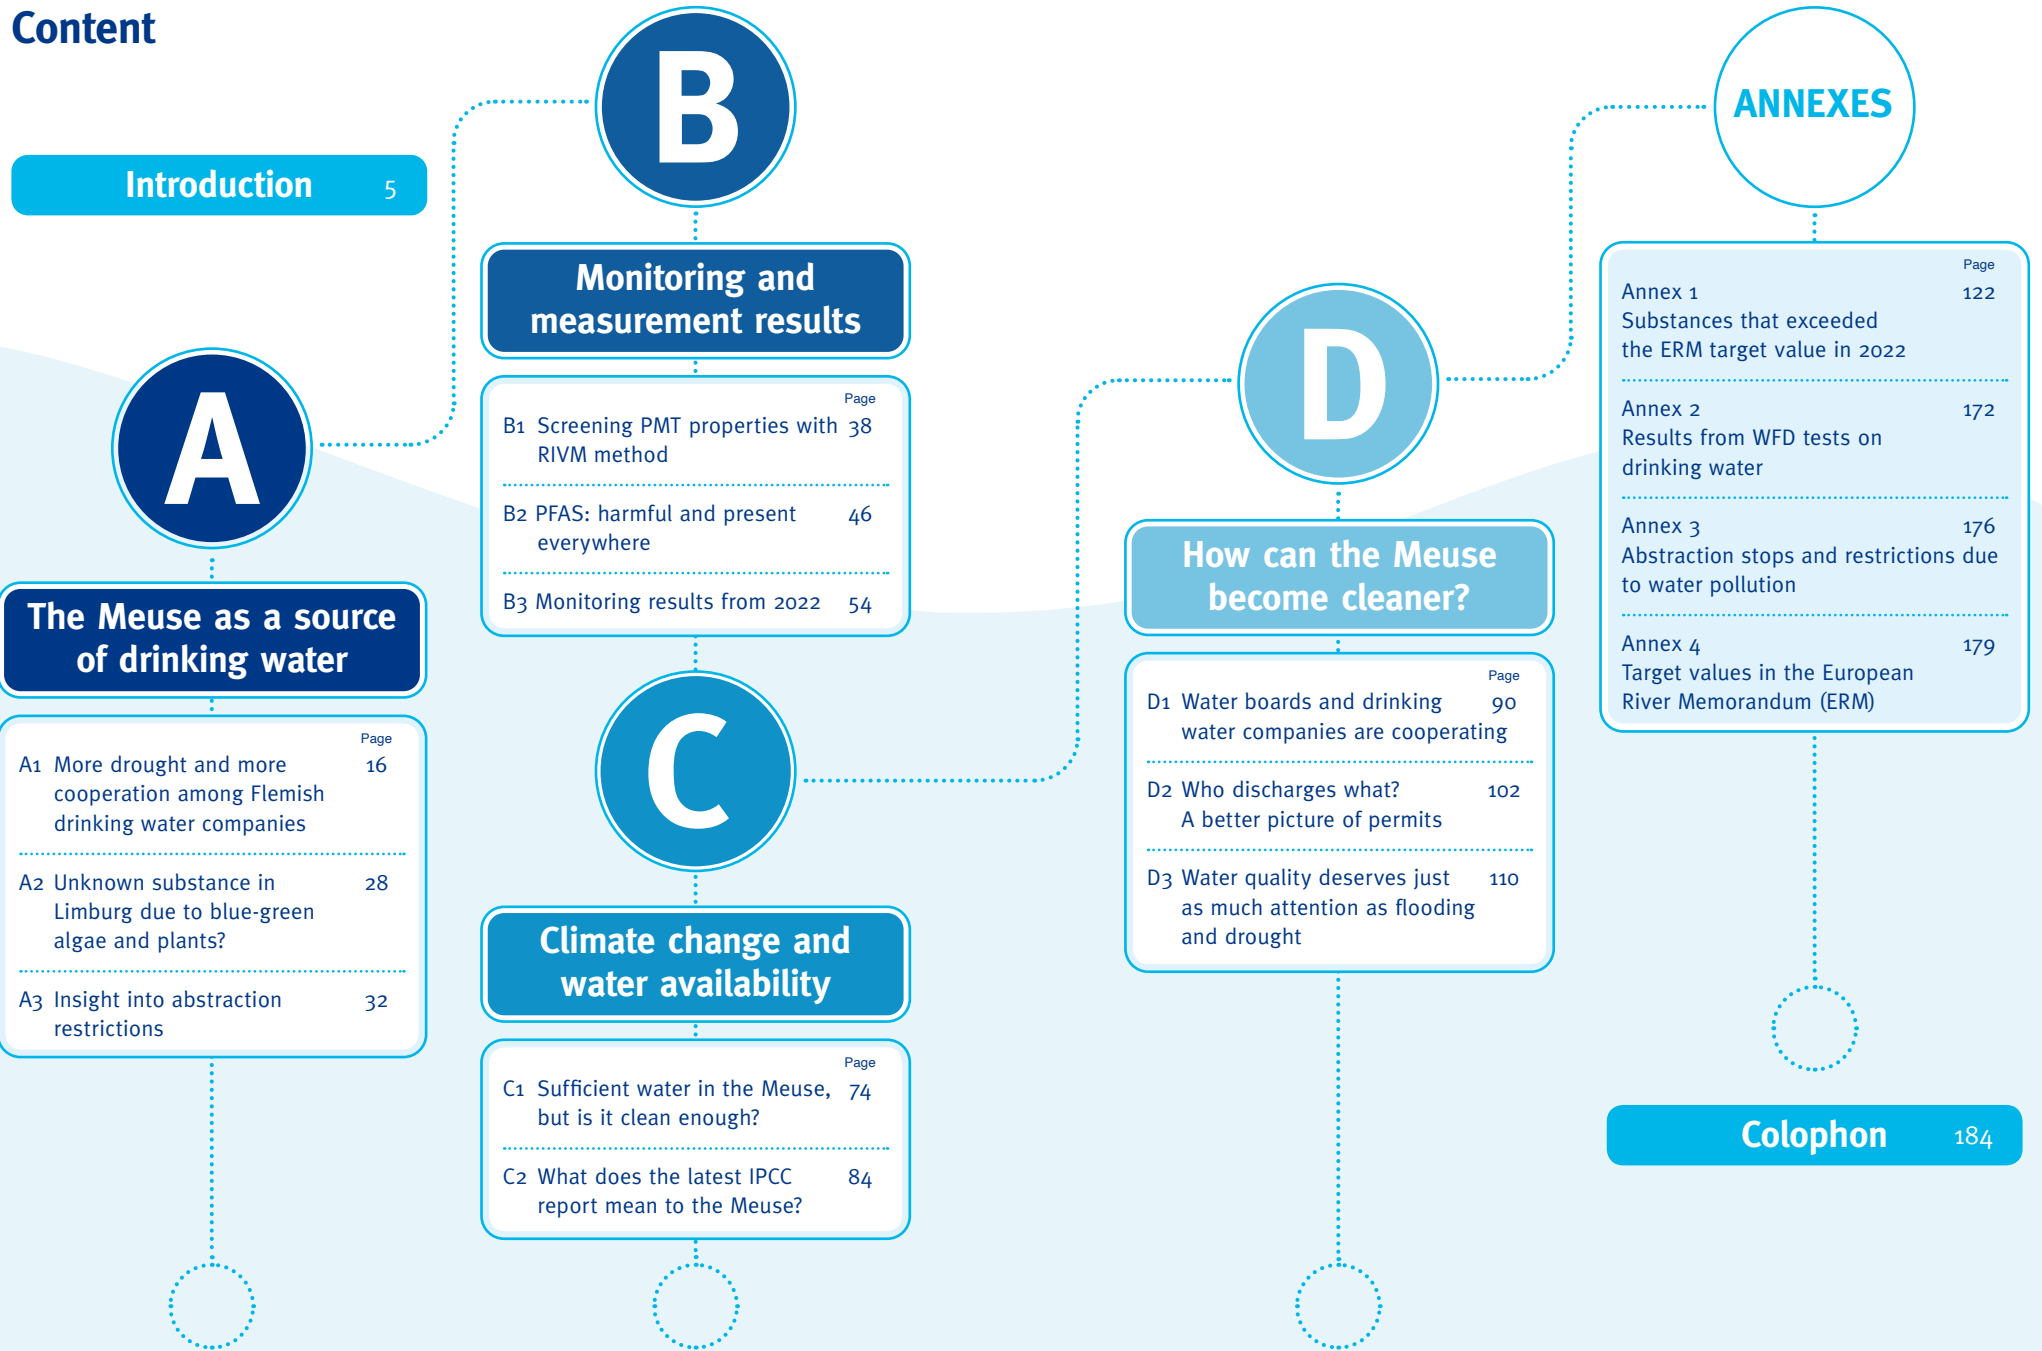 Content
Introduction 5
A
The Meuse as a source
of drinking water
Page
A1 More drought and more 16
cooperation among Flemish
drinking water companies
A2 Unknown substance in 28
Limburg due to blue-green
algae and plants?
A3 Insight into abstraction 32
restrictions
B
Monitoring and
measurement results
Page
B1 Screening PMT properties with 38
RIVM method
B2 PFAS: harmful and present 46
everywhere
B3 Monitoring results from 2022 54
C
Climate change and
water availability
Page
C1 Sufficient water in the Meuse, 74
but is it clean enough?
C2 What does the latest IPCC 84
report mean to the Meuse?
D
How can the Meuse
become cleaner?
Page
D1 Water boards and drinking 90
water companies are cooperating
D2 Who discharges what? 102
A better picture of permits
D3 Water quality deserves just 110
as much attention as flooding
and drought
ANNEXES
Page
Annex 1 122
Substances that exceeded
the ERM target value in 2022
Annex 2 172
Results from WFD tests on
drinking water
Annex 3 176
Abstraction stops and restrictions due
to water pollution
Annex 4 179
Target values in the European
River Memorandum (ERM)
Colophon 184